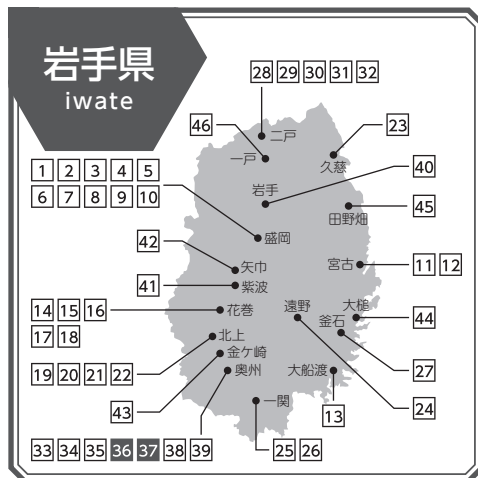 岩手県
iwate
28 29 30 31 32
46
二戸
23
一戸
久慈
1 2 3 4 5
6 7 8 9 10
岩手
40
田野畑
45
盛岡
42
矢巾
宮古
11 12
41
紫波
14 15 16
17 18
花巻
遠野
大槌
44
釜石
北上
19 20 21 22
金ケ崎
27
奥州
大船渡
43
13
24
一関
33 34 35 36 37 38 39
25 26